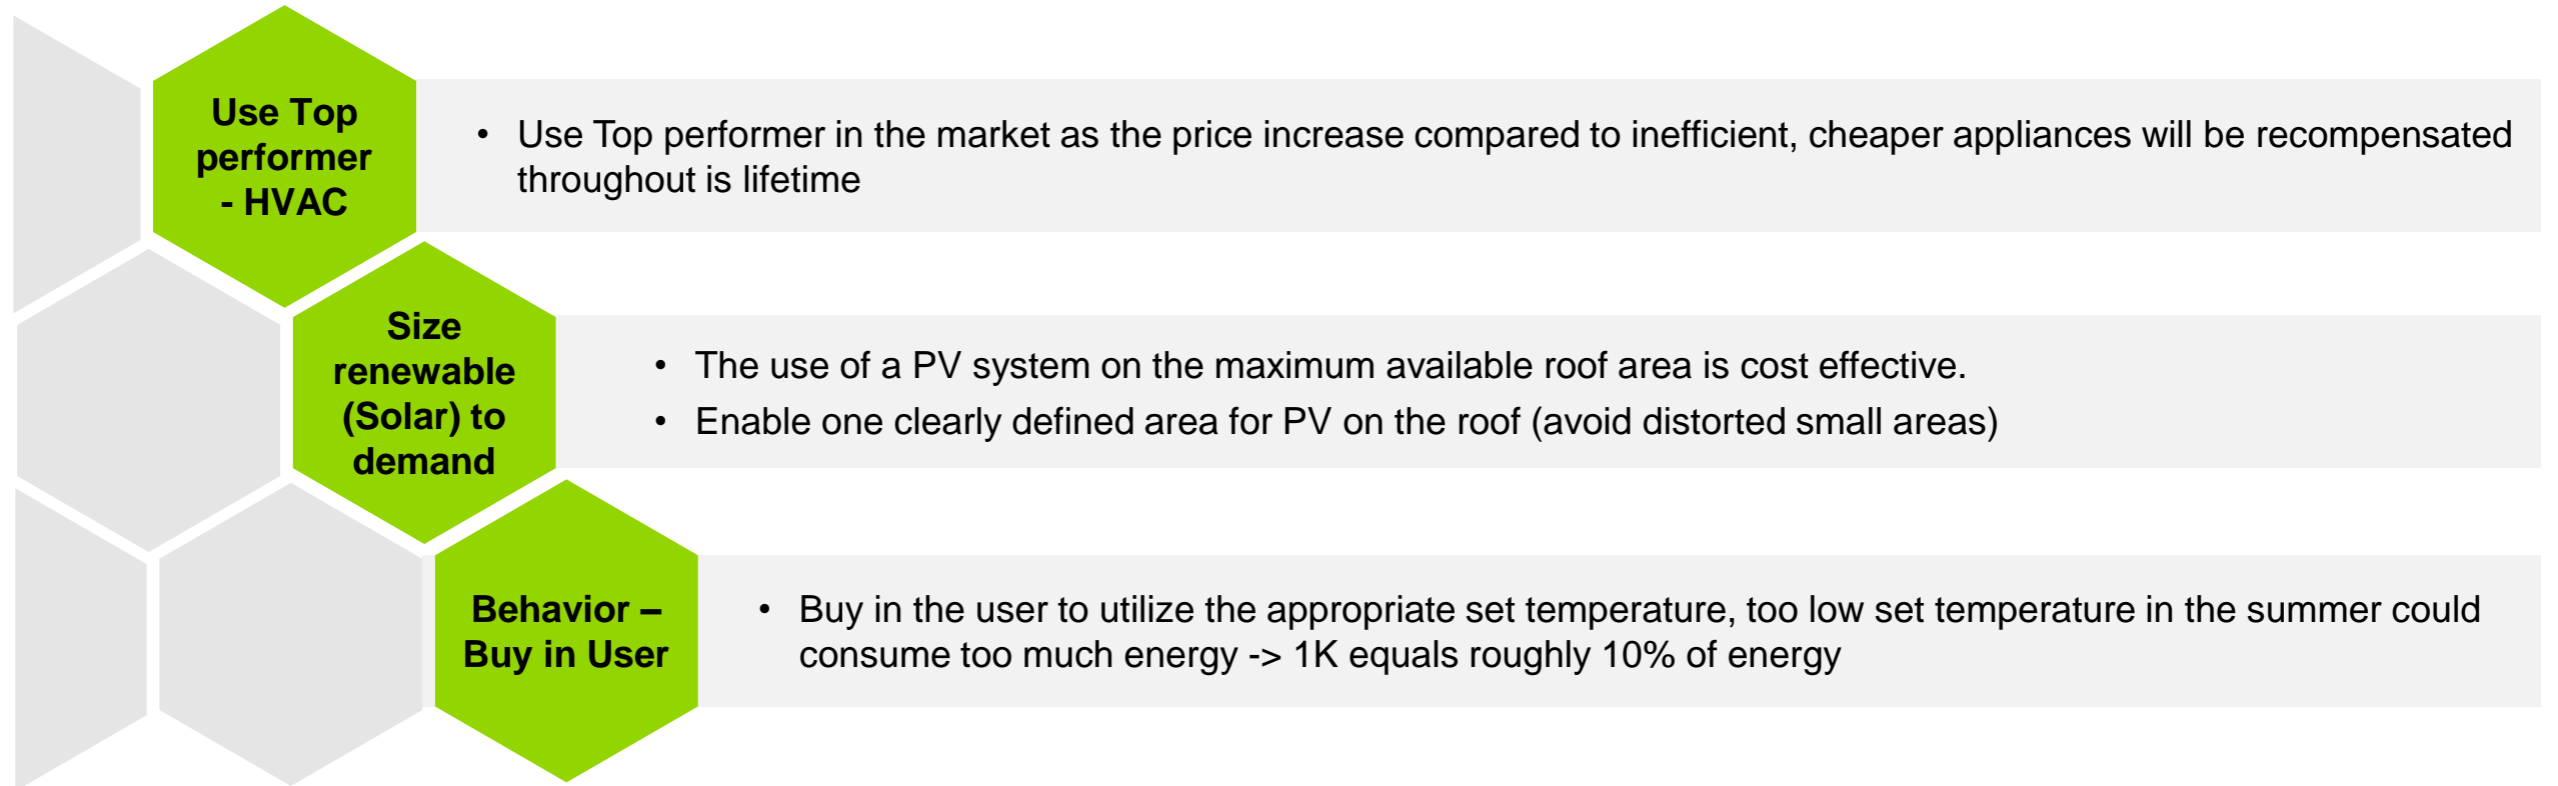 Use Top
performer
- HVAC
• Use Top performer in the market as the price increase compared to inefficient, cheaper appliances will be recompensated
throughout is lifetime
Size
renewable
(Solar) to
demand
• The use of a PV system on the maximum available roof area is cost effective.
• Enable one clearly defined area for PV on the roof (avoid distorted small areas)
Behavior –
Buy in User
• Buy in the user to utilize the appropriate set temperature, too low set temperature in the summer could
consume too much energy -> 1K equals roughly 10% of energy